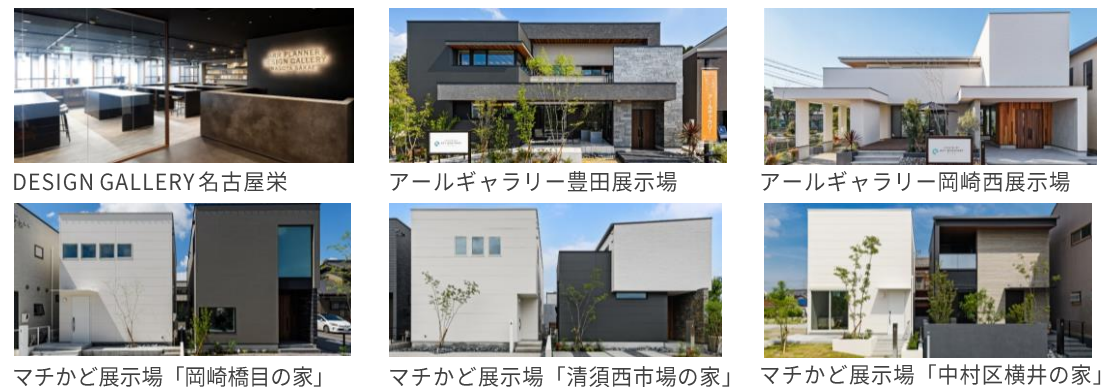 DESIGN GALLERY
DESIGN GALLERY名古屋栄
アールギャラリー豊田展示場
アールギャラリー岡崎西展示場
マチかど展示場「岡崎橋目の家」
マチかど展示場「清須西市場の家」
マチかど展示場「中村区横井の家」